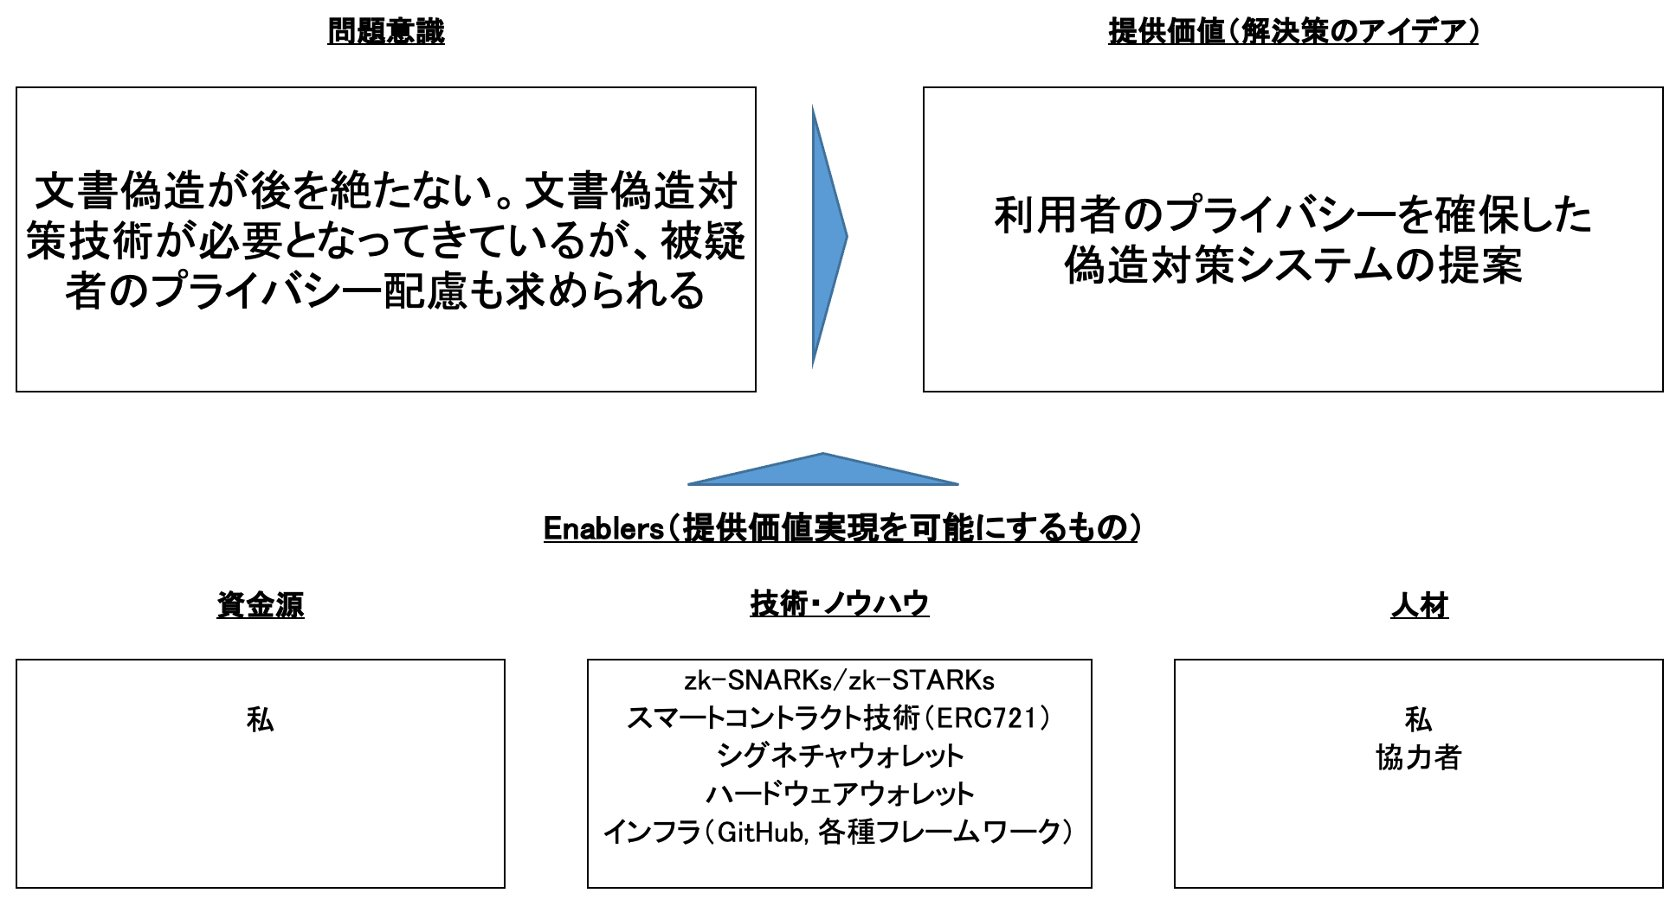 問題意識
提供価値（解決策のアイデア）
文書偽造が後を絶たない。文書偽造対
策技術が必要となってきているが、被疑
者のプライバシー配慮も求められる
利用者のプライバシーを確保した
偽造対策システムの提案
Enablers（提供価値実現を可能にするもの）
資金源
技術・ノウハウ
人材
私
zk-SNARKs/zk-STARKs
スマートコントラクト技術（ERC721）
シグネチャウォレット
ハードウェアウォレット
インフラ（GitHub, 各種フレームワーク）
私
協力者